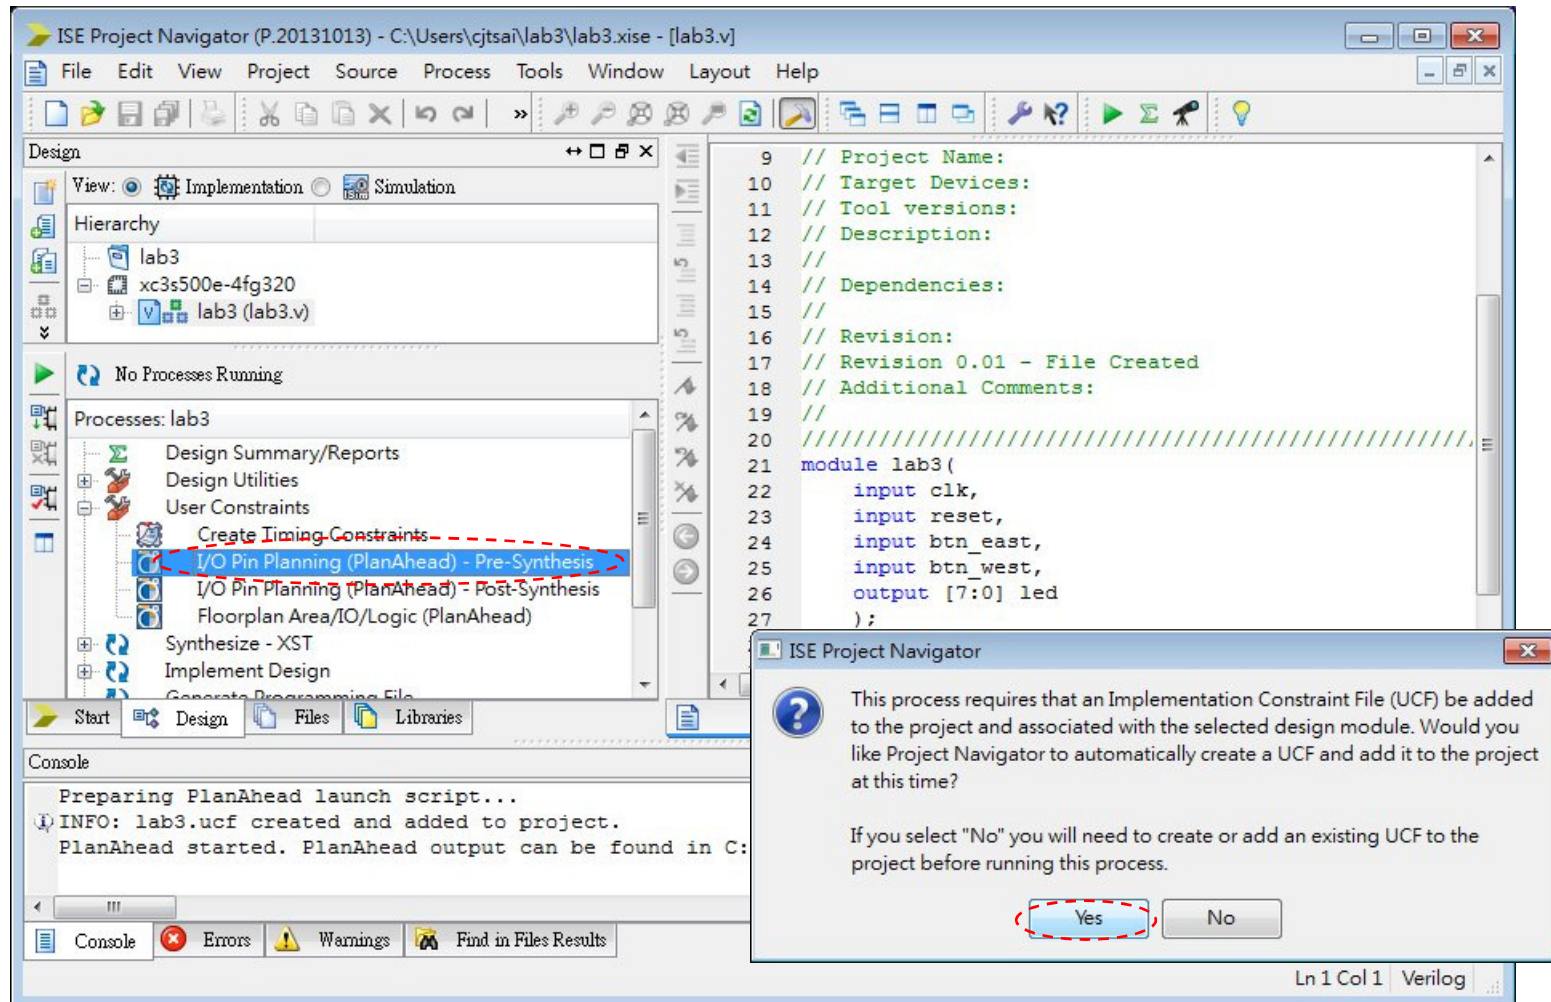 ISE Project Navigator (P.20131013) - C:\Users\cjtsai\lab3\lab3.xise - [lab3.v]
File Edit View Project Source Process Tools Window Layout Help
Design
View: Implementation Simulation
Hierarchy
lab3
xc3s500e-4fg320
lab3 (lab3.v)
No Processes Running
Processes: lab3
Design Summary/Reports
Design Utilities
User Constraints
Create Timing Constraints
I/O Pin Planning (PlanAhead) - Pre-Synthesis
I/O Pin Planning (PlanAhead) - Post-Synthesis
Floorplan Area/IO/Logic (PlanAhead)
Synthesize - XST
Implement Design
Generate Programming File
Start Design Files Libraries
9 // Project Name:
10 // Target Devices:
11 // Tool versions:
12 // Description:
13 //
14 // Dependencies:
15 //
16 // Revision:
17 // Revision 0.01 - File Created
18 // Additional Comments:
19 //
20 ////////////////////////////////////////////////////
21 module lab3(
22 input clk,
23 input reset,
24 input btn_east,
25 input btn_west,
26 output [7:0] led
27 );
Console
Preparing PlanAhead launch script...
INFO: lab3.ucf created and added to project.
PlanAhead started. PlanAhead output can be found in C:
Console Errors Warnings Find in Files Results
ISE Project Navigator
This process requires that an Implementation Constraint File (UCF) be added
to the project and associated with the selected design module. Would you
like Project Navigator to automatically create a UCF and add it to the project
at this time?
If you select "No" you will need to create or add an existing UCF to the
project before running this process.
Yes No
Ln 1 Col 1 Verilog